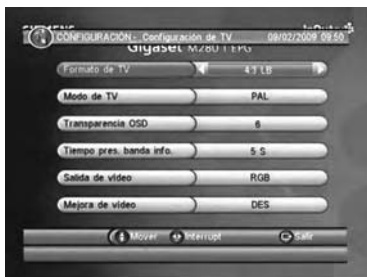 CONFIGURACIÓN - Configuración de TV 09/02/2009 09:50
Gigaset M280 T EPG
Formato de TV 4:3 LB
Modo de TV PAL
Transparencia OSD 6
Tiempo pres. banda info. 5 S
Salida de vídeo RGB
Mejora de vídeo DES
Mover Interrupt Salir